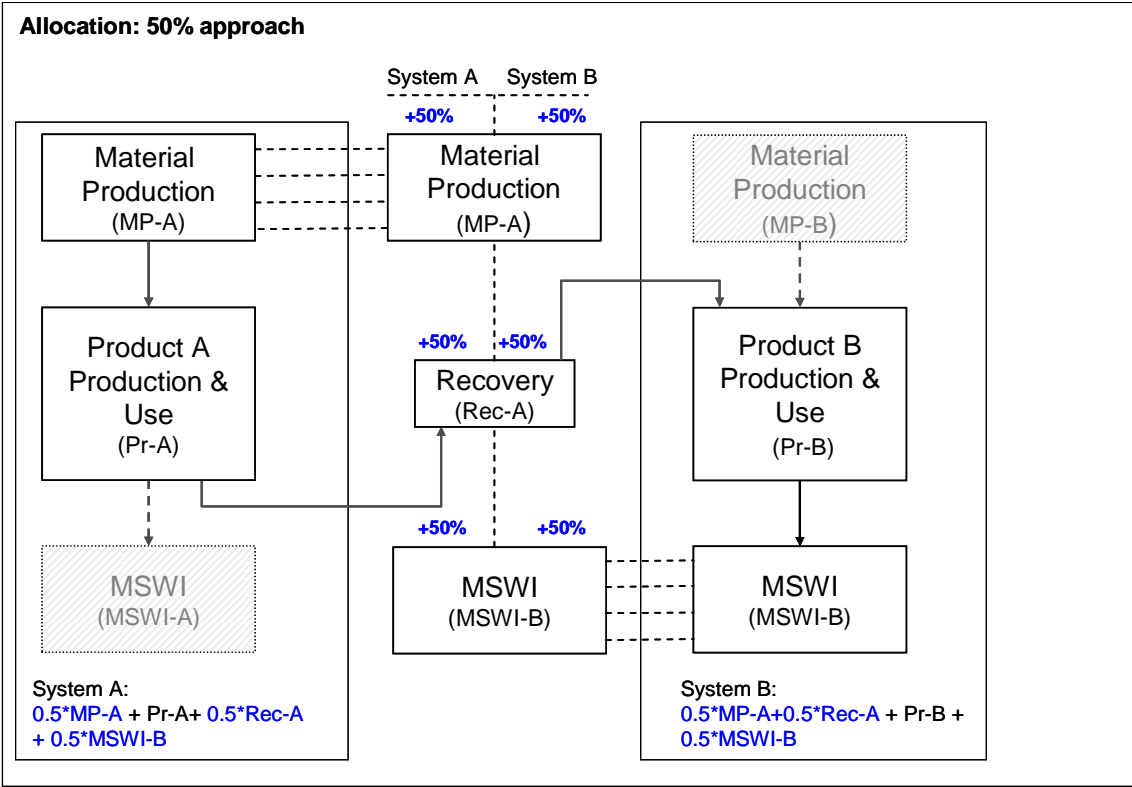 Allocation: 50% approach
System A System B
+50% +50%
Material
Production
(MP-A)
Material
Production
(MP-A)
Material
Production
(MP-B)
Product A
Production &
Use
(Pr-A)
+50% +50%
Recovery
(Rec-A)
Product B
Production &
Use
(Pr-B)
+50% +50%
MSWI
(MSWI-A)
MSWI
(MSWI-B)
MSWI
(MSWI-B)
System A:
0.5*MP-A + Pr-A+ 0.5*Rec-A
+ 0.5*MSWI-B
System B:
0.5*MP-A+0.5*Rec-A + Pr-B +
0.5*MSWI-B